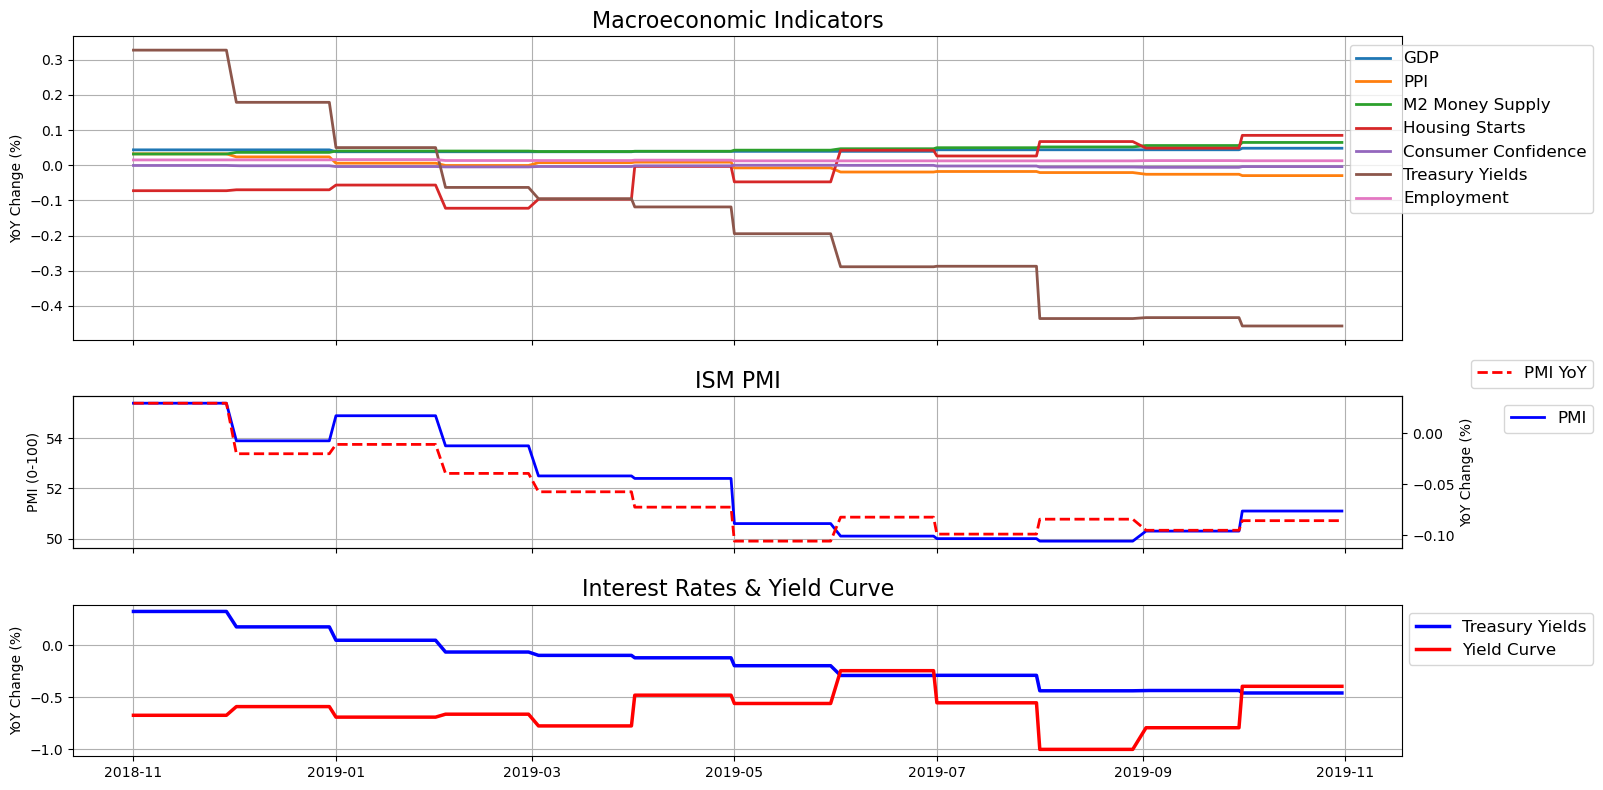 Macroeconomic Indicators
YoY Change (%)
0.3
0.2
0.1
0.0
−0.1
−0.2
−0.3
−0.4
GDP
PPI
M2 Money Supply
Housing Starts
Consumer Confidence
Treasury Yields
Employment
ISM PMI
PMI (0-100)
54
52
50
0.00
−0.05
−0.10
YoY Change (%)
PMI YoY
PMI
Interest Rates & Yield Curve
YoY Change (%)
0.0
−0.5
−1.0
Treasury Yields
Yield Curve
2018-11
2019-01
2019-03
2019-05
2019-07
2019-09
2019-11